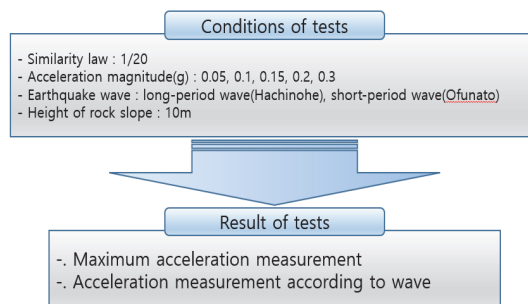 Conditions of tests
- Similarity law : 1/20
- Acceleration magnitude(g) : 0.05, 0.1, 0.15, 0.2, 0.3
- Earthquake wave : long-period wave(Hachinohe), short-period wave(Ofunato)
- Height of rock slope : 10m
Result of tests
-. Maximum acceleration measurement
-. Acceleration measurement according to wave